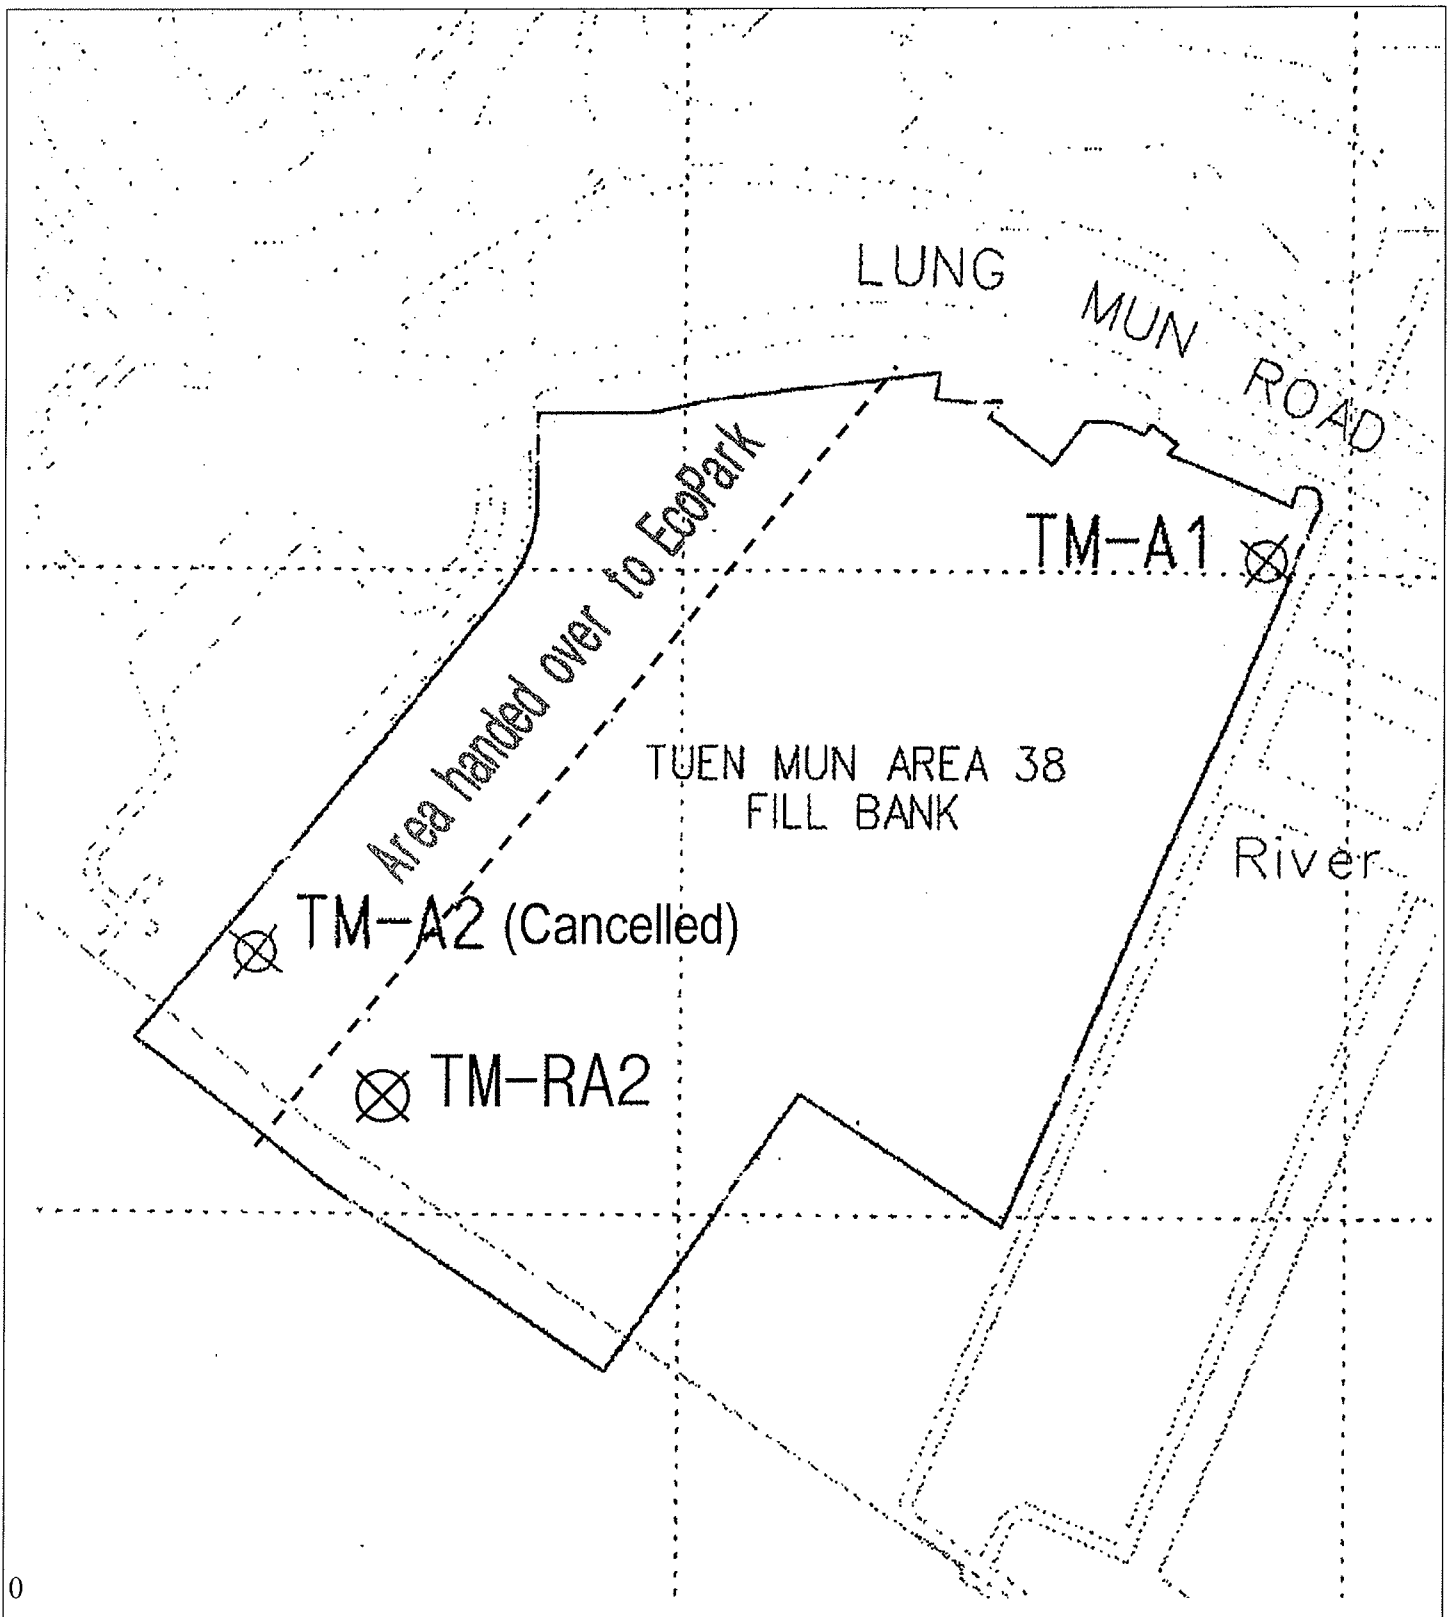 LUNG MUN ROAD
Area handed over to EcoPark
TM-A1
TUEN MUN AREA 38
FILL BANK
River
TM-A2 (Cancelled)
TM-RA2
0